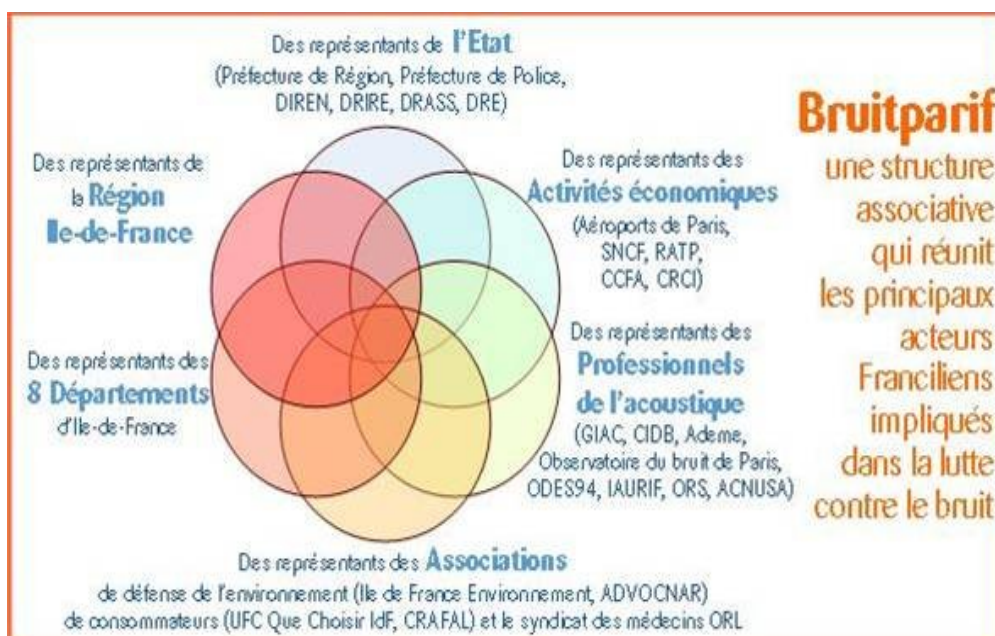 Des représentants de l'Etat
(Préfecture de Région, Préfecture de Police,
DIREN, DRIRE, DRASS, DRE)
Des représentants de
la Région
Ile-de-France
Des représentants des
Activités économiques
(Aéroports de Paris,
SNCF, RATP,
CCFA, CRCI)
Des représentants des
8 Départements
d'Ile-de-France
Des représentants des
Professionnels
de l'acoustique
(GIAC, CIDB, Ademe,
Observatoire du bruit de Paris,
ODES94, IAURIF, ORS, ACNUSA)
Des représentants des Associations
de défense de l'environnement (Ile de France Environnement, ADVOCNAR)
de consommateurs (UFC Que Choisir IdF, CRAFAL) et le syndicat des médecins ORL
Bruitparif
une structure
associative
qui réunit
les principaux
acteurs
Franciliens
impliqués
dans la lutte
contre le bruit